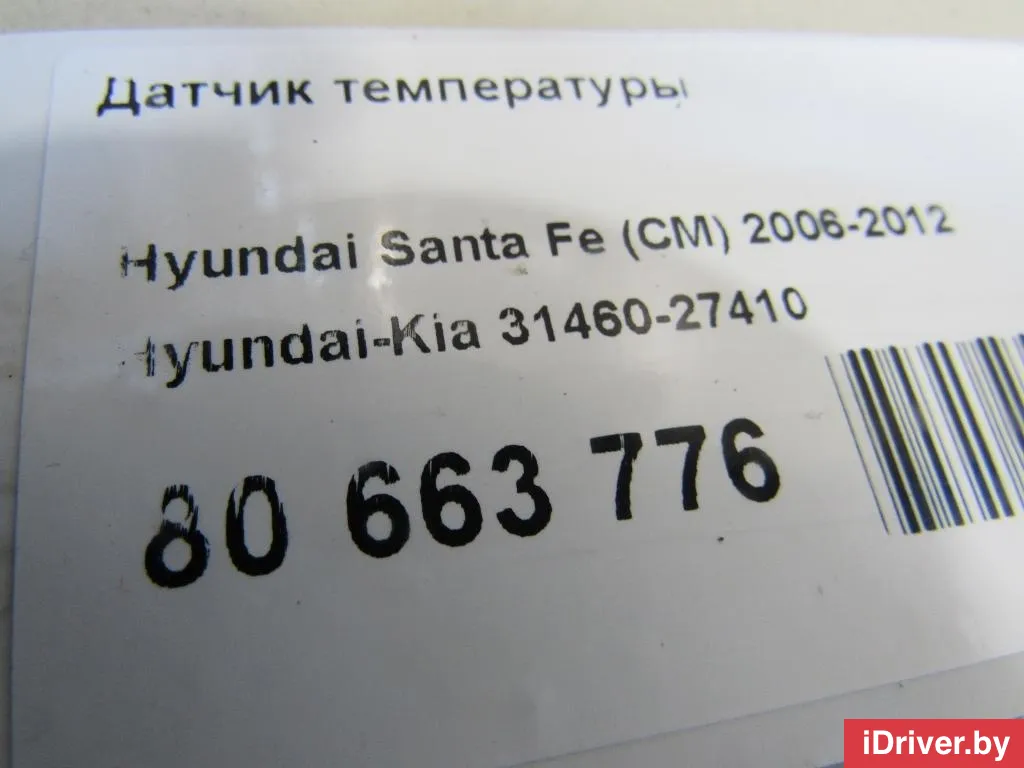 Датчик температуры
Hyundai Santa Fe (CM) 2006-2012
Hyundai-Kia 31460-27410
80 663 776
iDriver.by